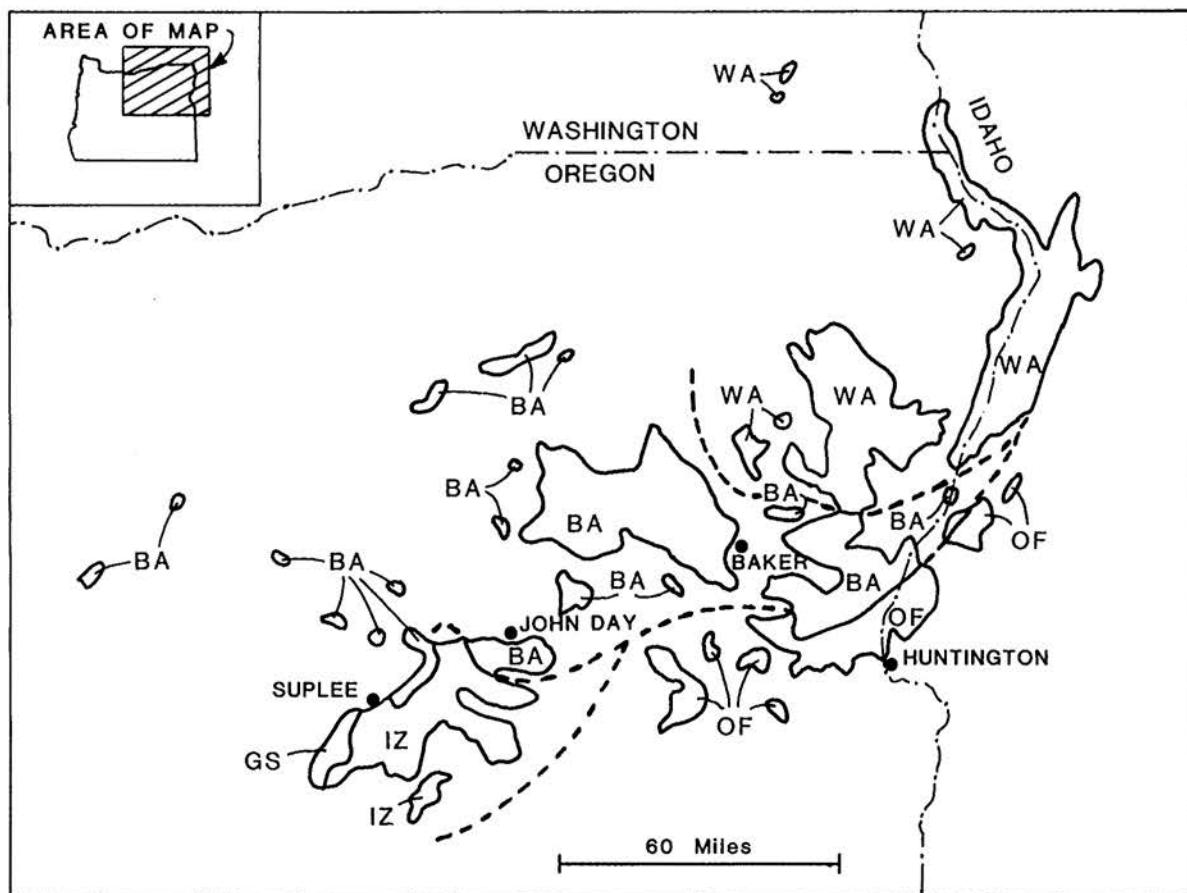 AREA OF MAP
WA
WASHINGTON
OREGON
IDAHO
WA
WA
BA
WA
WA
BA
BA
BA
BA
OF
BA
BAKER
BA
BA
BA
BA
OF
JOHN DAY
BA
HUNTINGTON
SUPLEE
OF
IZ
GS
IZ
60 Miles